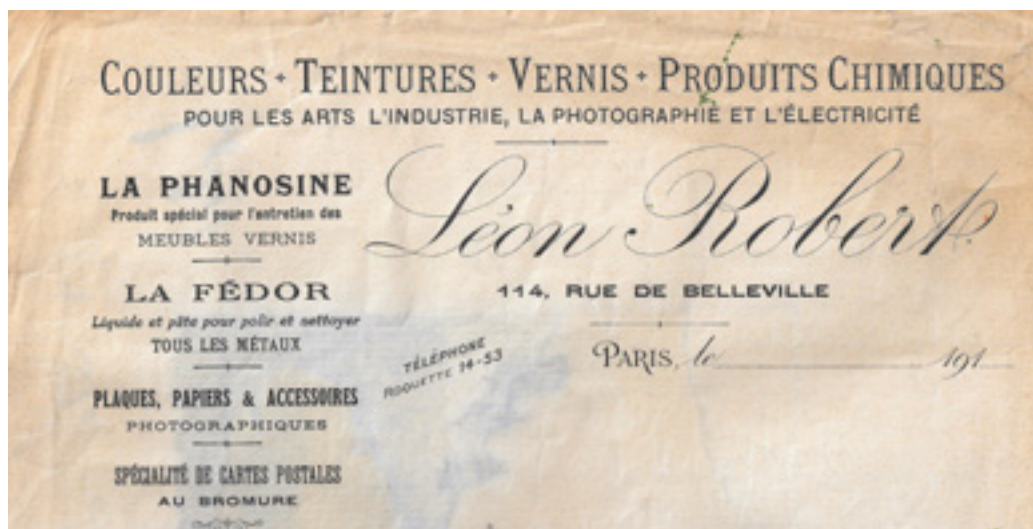 COULEURS + TEINTURES + VERNIS + PRODUITS CHIMIQUES
POUR LES ARTS L'INDUSTRIE, LA PHOTOGRAPHIE ET L'ÉLECTRICITÉ
LA PHANOSINE
Produit spécial pour l'entretien des
MEUBLES VERNIS
LA FÉDOR
Liquide et pâte pour polir et nettoyer
TOUS LES MÉTAUX
PLAQUES, PAPIERS & ACCESSOIRES
PHOTOGRAPHIQUES
SPÉCIALITÉ DE CARTES POSTALES
AU BROMURE
Léon Robert
114, RUE DE BELLEVILLE
TÉLÉPHONE
ROQUETTE 14-53
PARIS, le 191